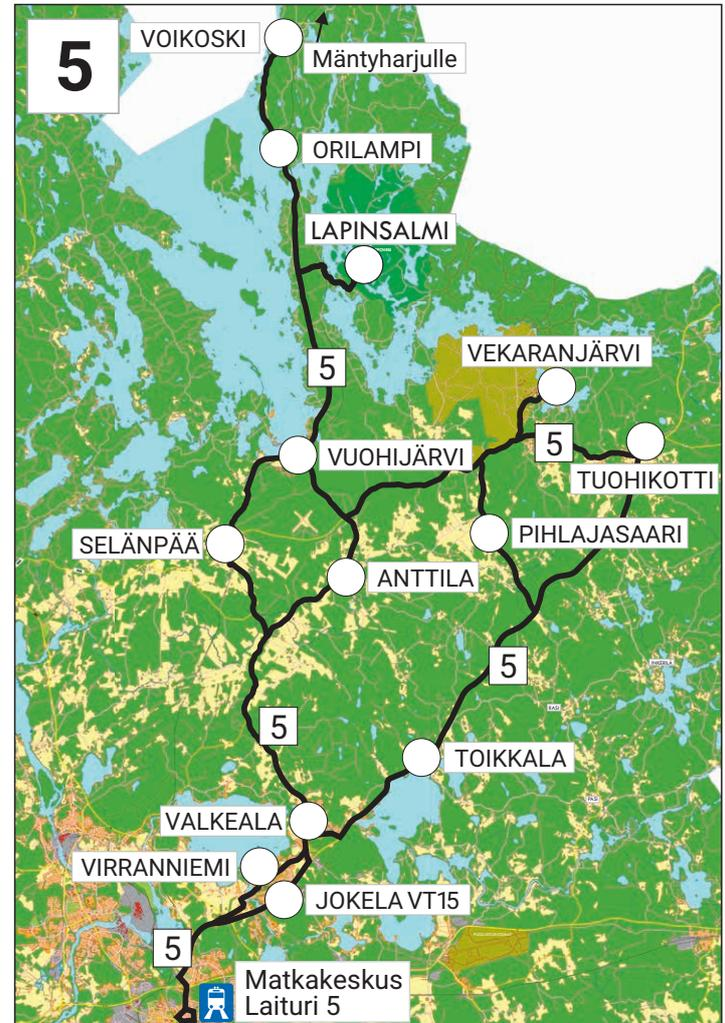 5
VOIKOSKI
Mäntyharjulle
ORILAMPI
LAPINSALMI
VEKARANJÄRVI
5
5
VUOHIJÄRVI
TUOHIKOTTI
SELÄNPÄÄ
PIHLAJASAARI
ANTTILA
5
5
TOIKKALA
VALKEALA
VIRRANNIEMI
JOKELA VT15
5
Matkakeskus
Laituri 5